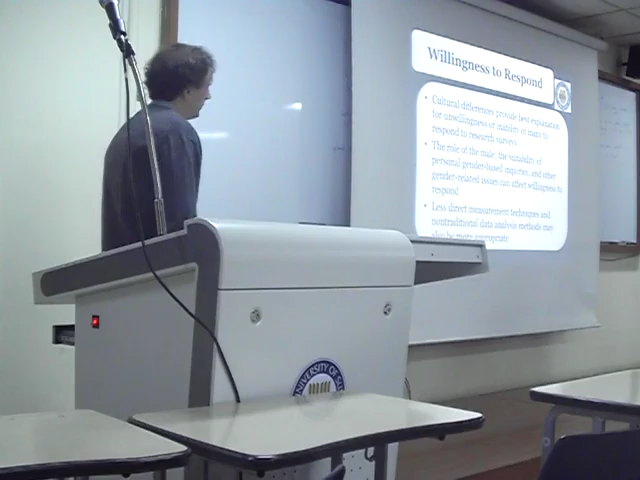 Willingness to Respond
• Cultural differences provide best explanation
for unwillingness or inability of many to
respond to research surveys
• The role of the male, the suitability of
personal gender-based inquiries, and other
gender-related issues can affect willingness to
respond
• Less direct measurement techniques and
nontraditional data analysis methods may
also be more appropriate
UNIVERSITY OF